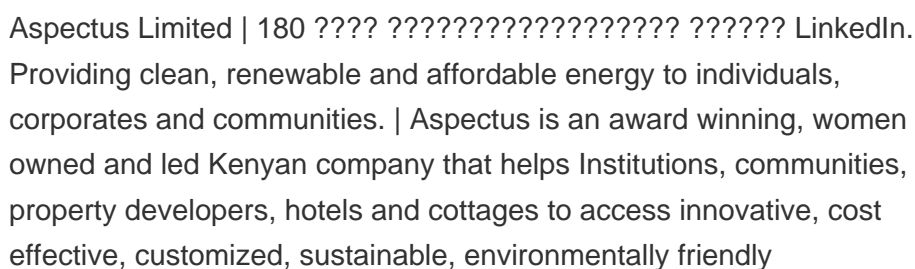 Aspectus Limited | 180 ???? ?????????????????? ?????? LinkedIn.
Providing clean, renewable and affordable energy to individuals,
corporates and communities. | Aspectus is an award winning, women
owned and led Kenyan company that helps Institutions, communities,
property developers, hotels and cottages to access innovative, cost
effective, customized, sustainable, environmentally friendly